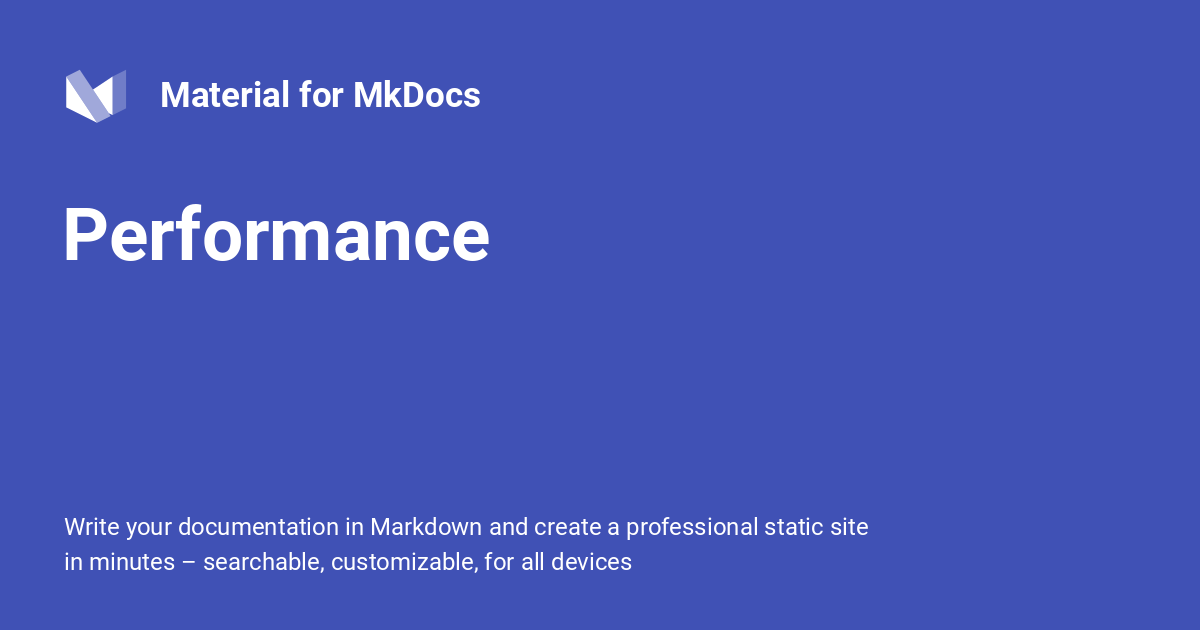 Material for MkDocs
Performance
Write your documentation in Markdown and create a professional static site
in minutes – searchable, customizable, for all devices